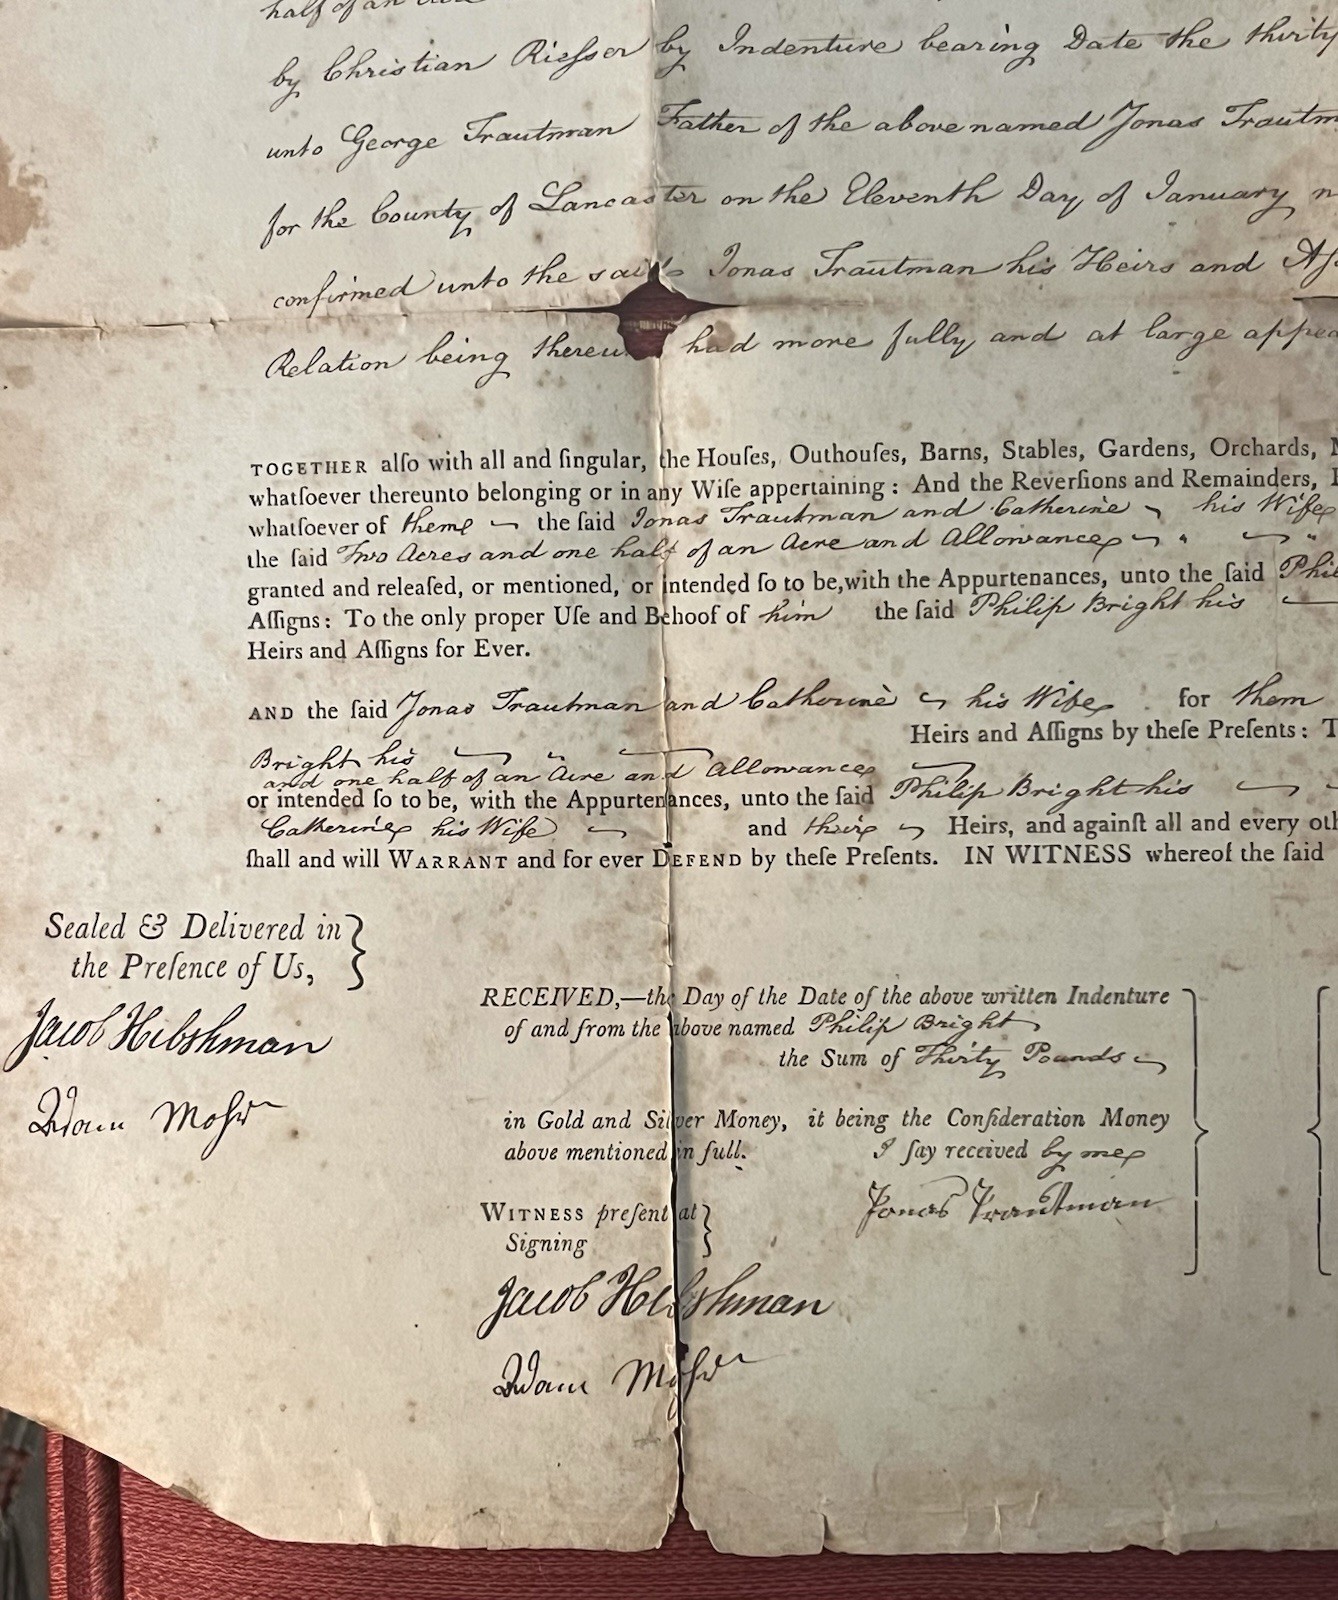 half of an Acre
by Christian Rieſser by Indenture bearing Date the thirty
unto George Trautman Father of the above named Jonas Trautm
for the County of Lancaster on the Eleventh Day of January
confirmed unto the said Jonas Trautman his Heirs and Aſs
Relation being thereu had more fully and at large appea
TOGETHER alſo with all and ſingular, the Houſes, Outhouſes, Barns, Stables, Gardens, Orchards,
whatſoever thereunto belonging or in any Wiſe appertaining: And the Reverſions and Remainders,
whatſoever of them the ſaid Jonas Trautman and Catherine his Wife
the ſaid Two Acres and one half of an Acre and Allowance
granted and releaſed, or mentioned, or intended ſo to be, with the Appurtenances, unto the ſaid Phil
Aſſigns: To the only proper Uſe and Behoof of him the ſaid Philip Bright his
Heirs and Aſſigns for Ever.
AND the ſaid Jonas Trautman and Catherine his Wife for them
Heirs and Aſſigns by theſe Preſents: T
Bright his
and one half of an Acre and Allowance
or intended ſo to be, with the Appurtenances, unto the ſaid Philip Bright his
Catherine his Wife and their Heirs, and againſt all and every oth
ſhall and will WARRANT and for ever DEFEND by theſe Preſents. IN WITNESS whereof the ſaid
Sealed & Delivered in
the Preſence of Us,
Jacob Hibshman
Adam Mohr
RECEIVED,—the Day of the Date of the above written Indenture
of and from the above named Philip Bright
the Sum of Thirty Pounds
in Gold and Silver Money, it being the Conſideration Money
above mentioned in full. I ſay received by me
Jonas Trautman
WITNESS preſent at
Signing
Jacob Hibshman
Adam Mohr